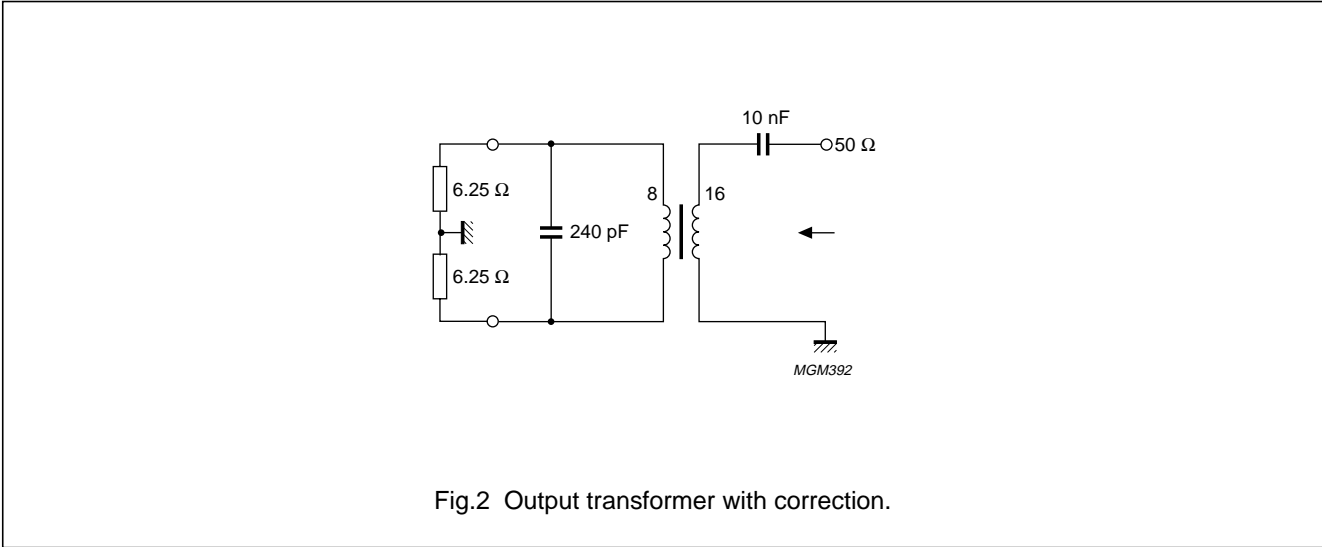 10 nF
50 Ω
6.25 Ω
8
16
240 pF
6.25 Ω
MGM392
Fig.2 Output transformer with correction.